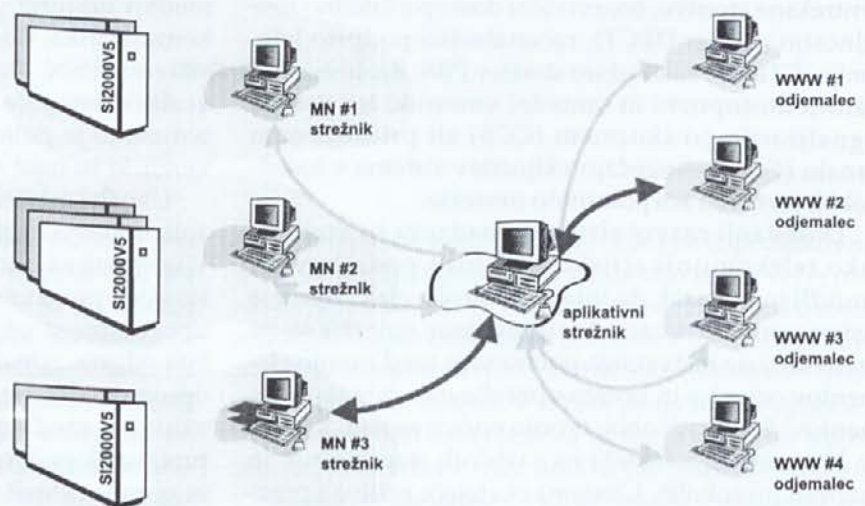 SI2000V5
MN #1
strežnik
WWW #1
odjemalec
WWW #2
odjemalec
SI2000V5
MN #2
strežnik
aplikativni
strežnik
WWW #3
odjemalec
SI2000V5
MN #3
strežnik
WWW #4
odjemalec